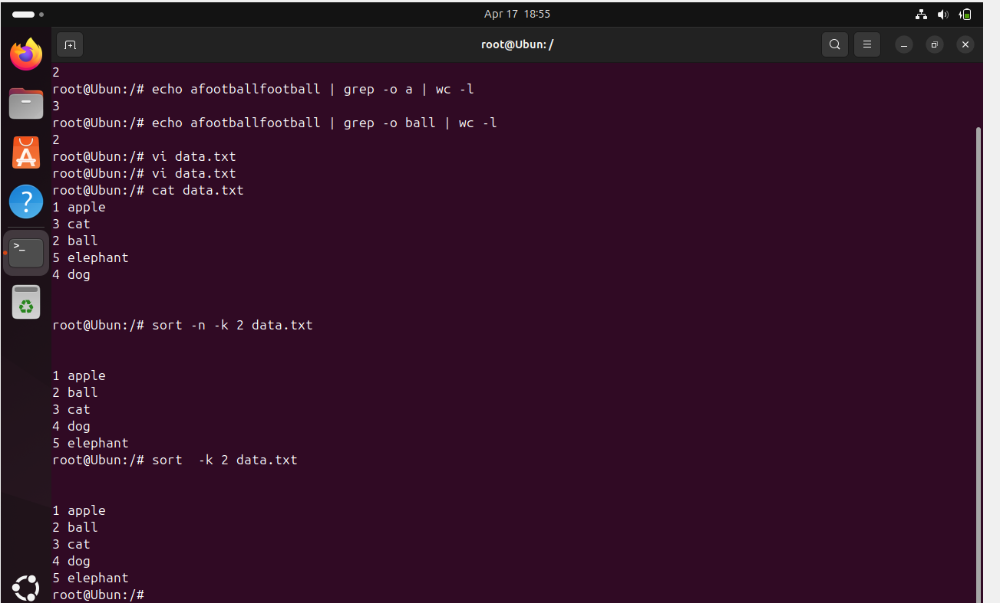 Apr 17 18:55
root@Ubun: /
2
root@Ubun:/# echo afootballfootball | grep -o a | wc -l
3
root@Ubun:/# echo afootballfootball | grep -o ball | wc -l
2
root@Ubun:/# vi data.txt
root@Ubun:/# vi data.txt
root@Ubun:/# cat data.txt
1 apple
3 cat
2 ball
5 elephant
4 dog
root@Ubun:/# sort -n -k 2 data.txt
1 apple
2 ball
3 cat
4 dog
5 elephant
root@Ubun:/# sort  -k 2 data.txt
1 apple
2 ball
3 cat
4 dog
5 elephant
root@Ubun:/#